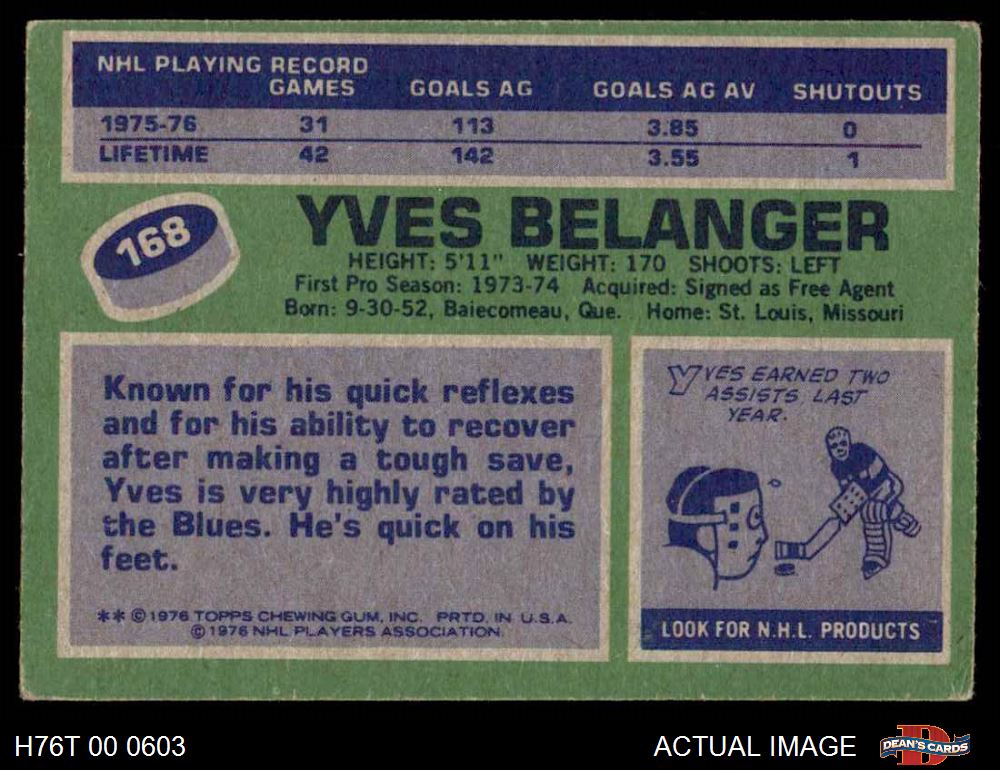 NHL PLAYING RECORD
GAMES GOALS AG GOALS AG AV SHUTOUTS
1975-76 31 113 3.85 0
LIFETIME 42 142 3.55 1
168
YVES BELANGER
HEIGHT: 5'11" WEIGHT: 170 SHOOTS: LEFT
First Pro Season: 1973-74 Acquired: Signed as Free Agent
Born: 9-30-52, Baiecomeau, Que. Home: St. Louis, Missouri
Known for his quick reflexes
and for his ability to recover
after making a tough save,
Yves is very highly rated by
the Blues. He's quick on his
feet.
** ©1976 TOPPS CHEWING GUM, INC. PRTD. IN U.S.A.
©1976 NHL PLAYERS ASSOCIATION.
YVES EARNED TWO
ASSISTS LAST
YEAR.
LOOK FOR N.H.L. PRODUCTS
H76T 00 0603
ACTUAL IMAGE
D
DEAN'S CARDS